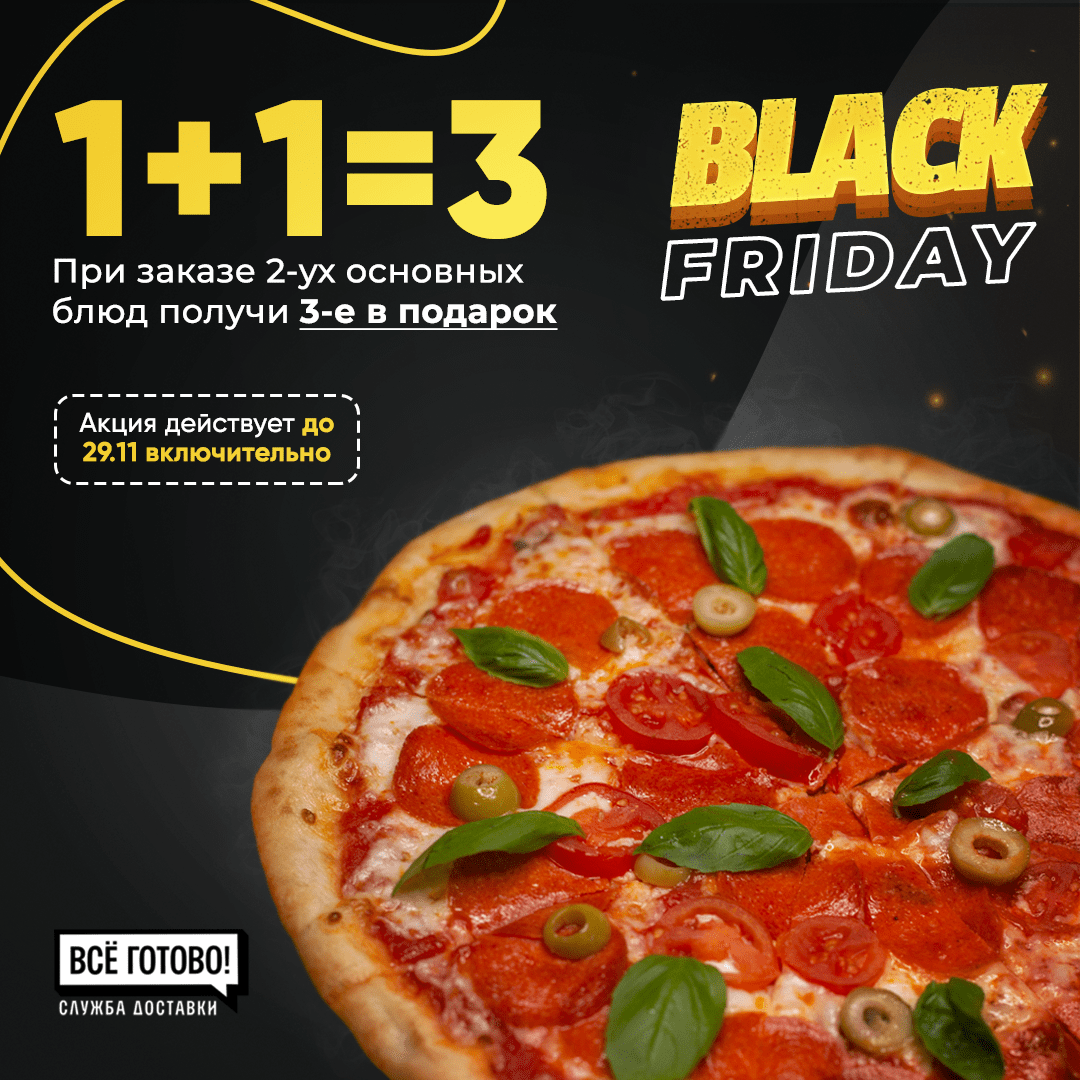 1+1=3
При заказе 2-ух основных
блюд получи 3-е в подарок
BLACK
FRIDAY
Акция действует до
29.11 включительно
ВСЁ ГОТОВО!
СЛУЖБА ДОСТАВКИ